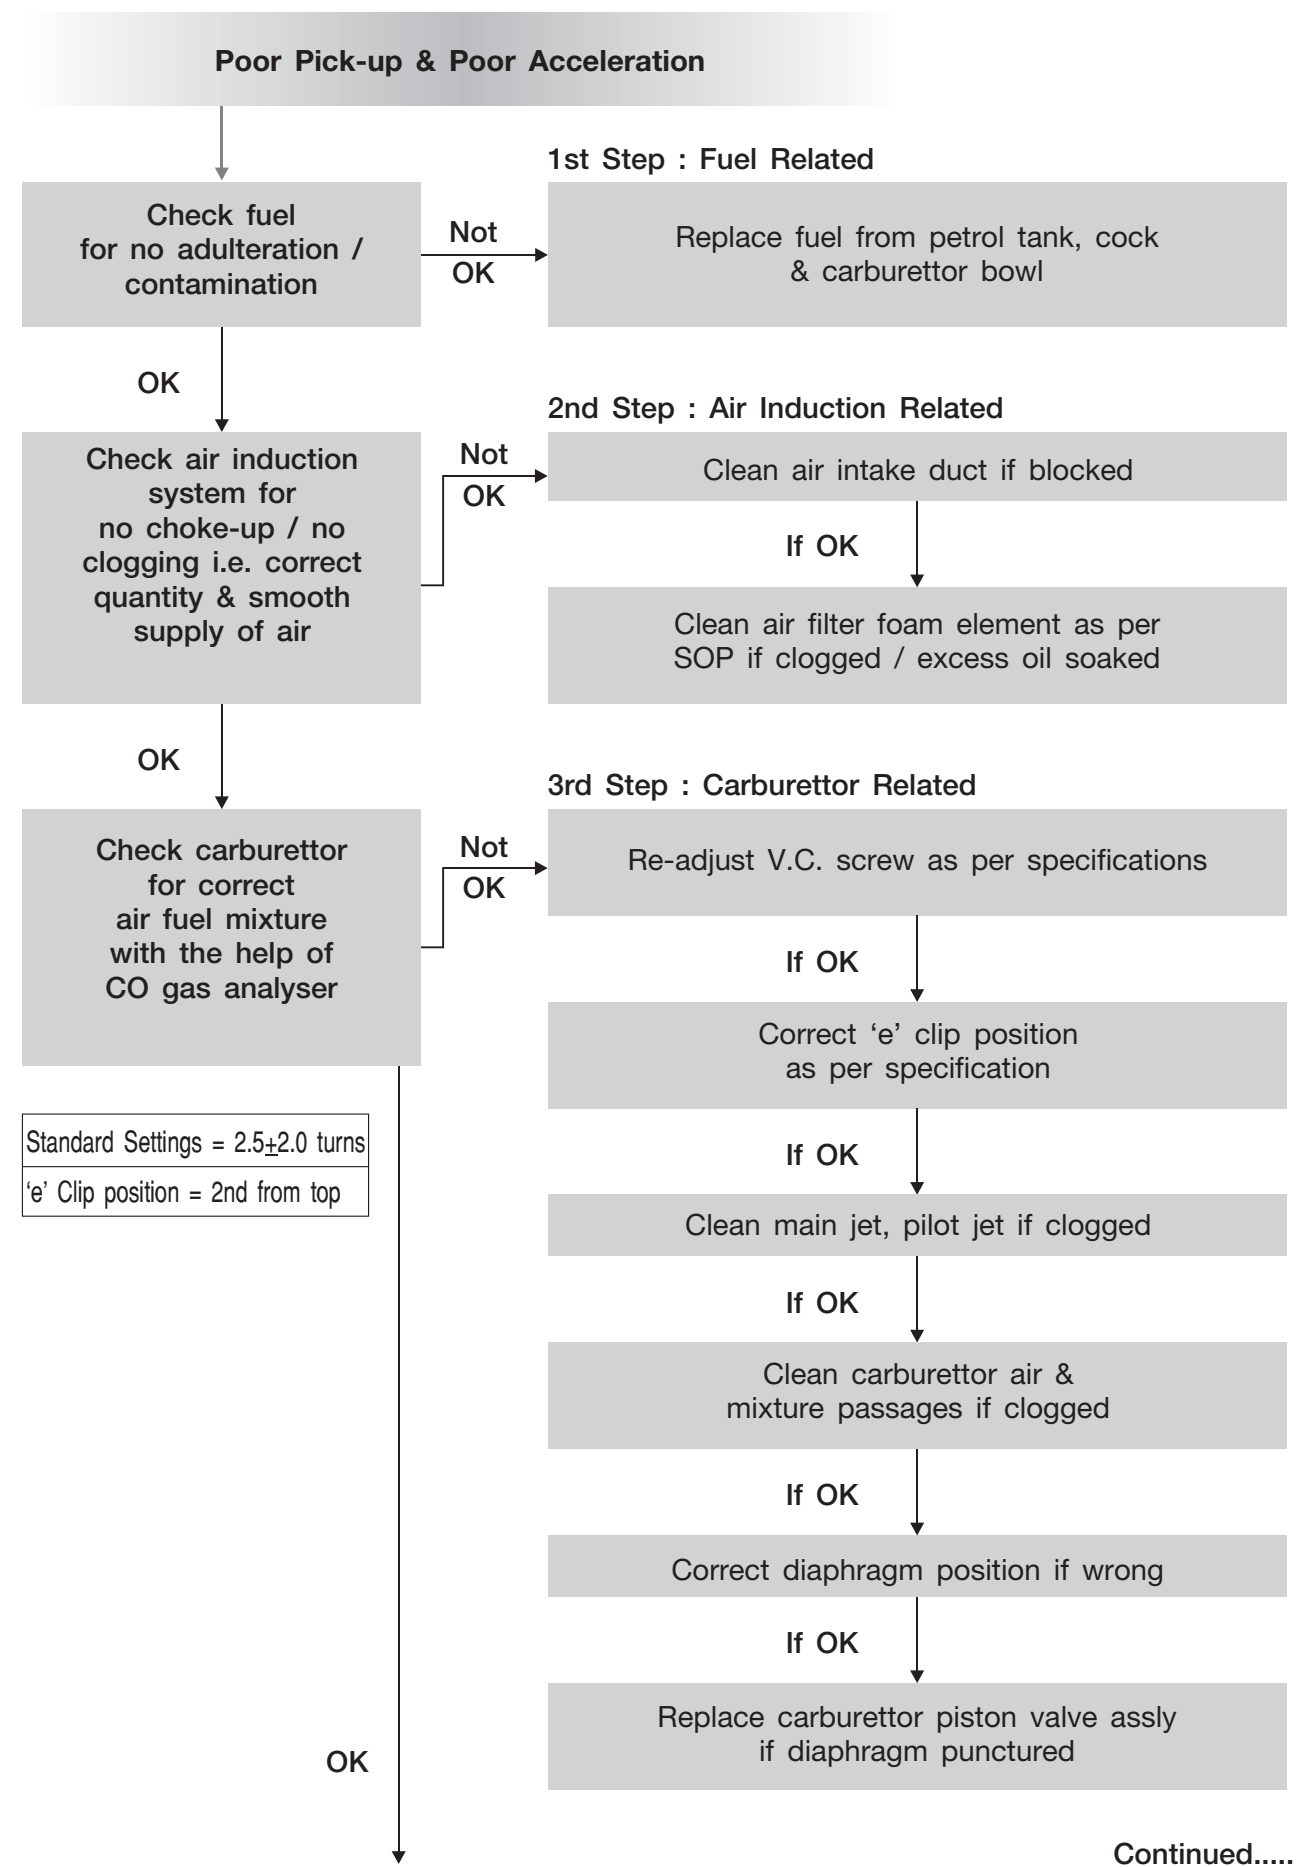 Poor Pick-up & Poor Acceleration
1st Step : Fuel Related
Check fuel
for no adulteration /
contamination
Not
OK
Replace fuel from petrol tank, cock
& carburettor bowl
OK
2nd Step : Air Induction Related
Check air induction
system for
no choke-up / no
clogging i.e. correct
quantity & smooth
supply of air
Not
OK
Clean air intake duct if blocked
If OK
Clean air filter foam element as per
SOP if clogged / excess oil soaked
OK
3rd Step : Carburettor Related
Check carburettor
for correct
air fuel mixture
with the help of
CO gas analyser
Not
OK
Re-adjust V.C. screw as per specifications
If OK
Correct ‘e’ clip position
as per specification
Standard Settings = 2.5±2.0 turns
‘e’ Clip position = 2nd from top
If OK
Clean main jet, pilot jet if clogged
If OK
Clean carburettor air &
mixture passages if clogged
If OK
Correct diaphragm position if wrong
If OK
Replace carburettor piston valve assly
if diaphragm punctured
OK
Continued.....